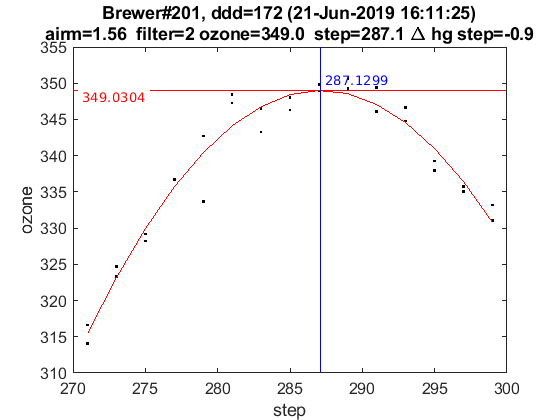 Brewer#201, ddd=172 (21-Jun-2019 16:11:25)
airm=1.56 filter=2 ozone=349.0 step=287.1 Δ hg step=-0.9
355
350
345
340
335
330
325
320
315
310
ozone
349.0304
287.1299
270 275 280 285 290 295 300
step